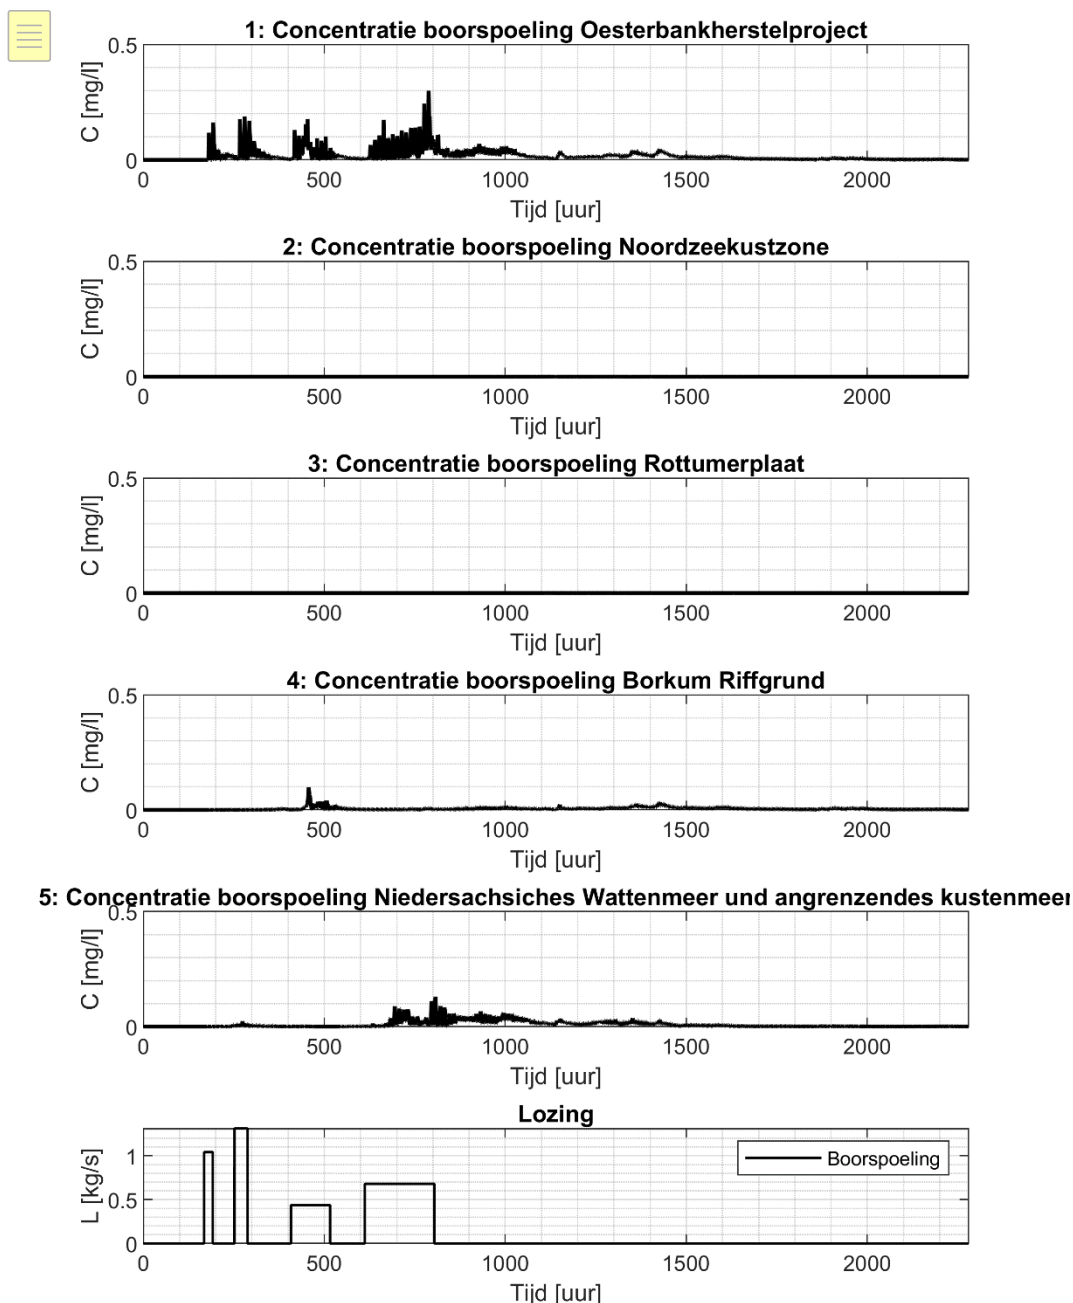 1: Concentratie boorspoeling Oesterbankherstelproject
0.5
C [mg/l]
0
0 500 1000 1500 2000
Tijd [uur]
2: Concentratie boorspoeling Noordzeekustzone
0.5
C [mg/l]
0
0 500 1000 1500 2000
Tijd [uur]
3: Concentratie boorspoeling Rottumerplaat
0.5
C [mg/l]
0
0 500 1000 1500 2000
Tijd [uur]
4: Concentratie boorspoeling Borkum Riffgrund
0.5
C [mg/l]
0
0 500 1000 1500 2000
Tijd [uur]
5: Concentratie boorspoeling Niedersachsiches Wattenmeer und angrenzendes kustenmeer
0.5
C [mg/l]
0
0 500 1000 1500 2000
Tijd [uur]
Lozing
1
Boorspoeling
L [kg/s]
0.5
0
0 500 1000 1500 2000
Tijd [uur]